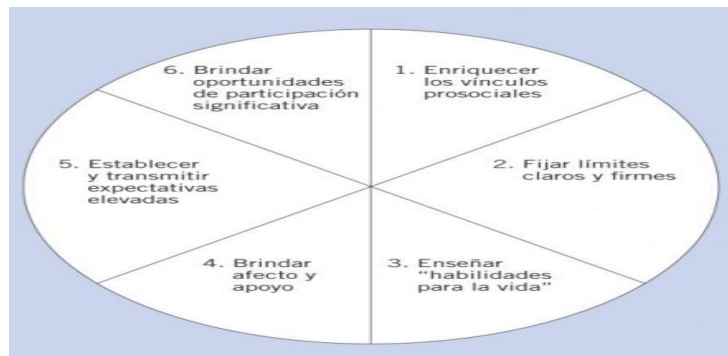 1. Enriquecer
los vínculos
prosociales
2. Fijar límites
claros y firmes
3. Enseñar
“habilidades
para la vida”
4. Brindar
afecto y
apoyo
5. Establecer
y transmitir
expectativas
elevadas
6. Brindar
oportunidades
de participación
significativa